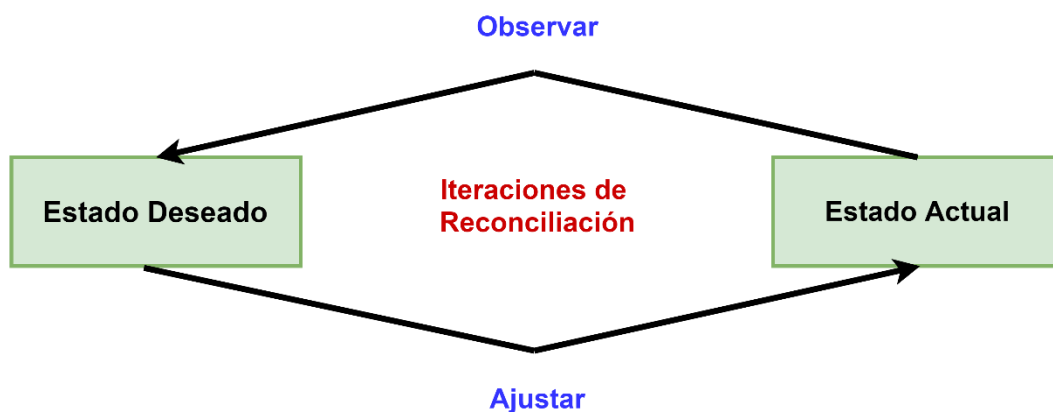 Observar
Estado Deseado
Iteraciones de
Reconciliación
Estado Actual
Ajustar